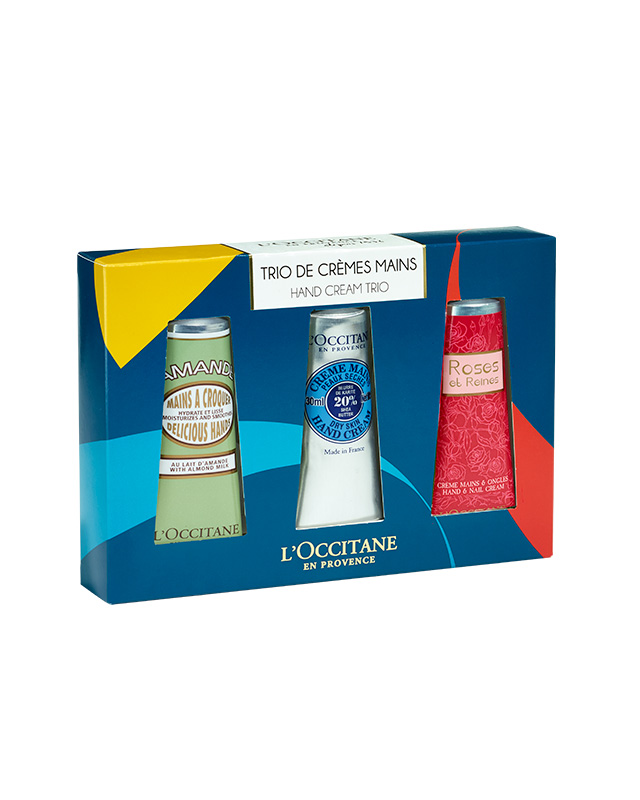 L'OCCITANE
TRIO DE CRÈMES MAINS
HAND CREAM TRIO
AMANDE
MAINS A CROQUER
HYDRATE ET LISSE
MOISTURIZES AND SMOOTHES
DELICIOUS HANDS
AU LAIT D'AMANDE
WITH ALMOND MILK
L'OCCITANE
L'OCCITANE
EN PROVENCE
CRÈME MAINS
PEAUX SÈCHES
30ml
BEURRE
DE KARITÉ
20%
SHEA
BUTTER
DRY SKIN
HAND CREAM
Made in France
Roses
et Reines
CRÈME MAINS & ONGLES
HAND & NAIL CREAM
L'OCCITANE
EN PROVENCE